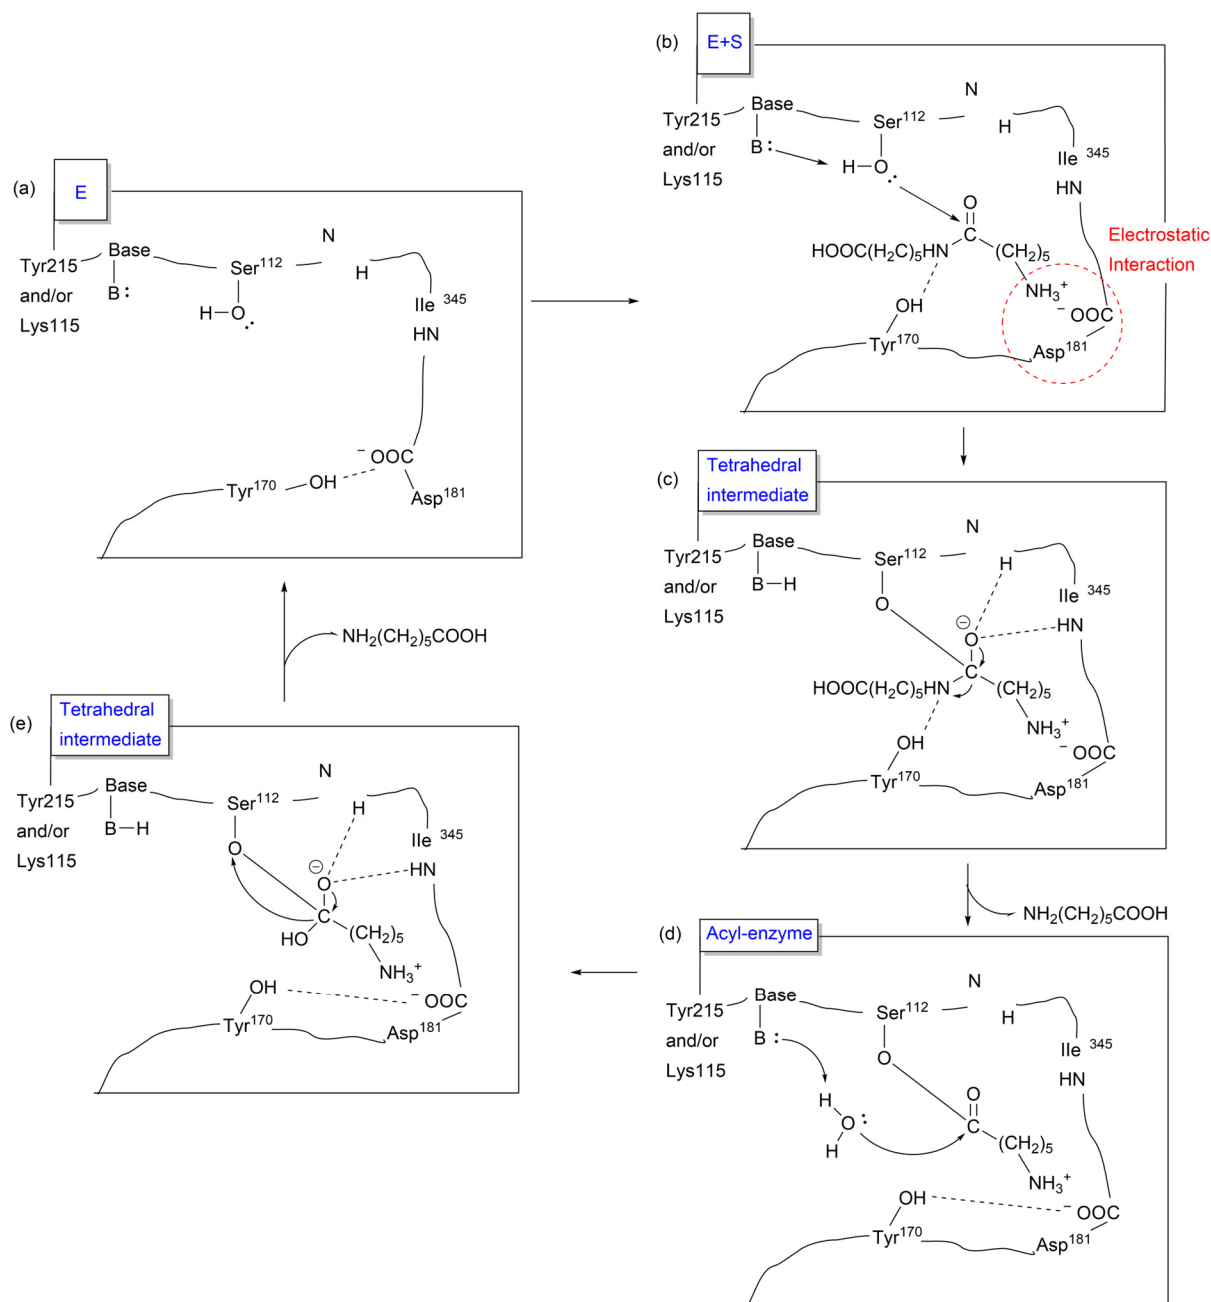 (a)
E
Tyr215
and/or
Lys115
Base
B:
Ser112
H–O
N
H
Ile 345
HN
−OOC
Asp181
Tyr170
OH
(b)
E+S
Tyr215
and/or
Lys115
Base
B:
Ser112
H–O
N
H
Ile 345
HN
O
C
HOOC(H2C)5HN
(CH2)5
NH3+
Electrostatic
Interaction
OH
−OOC
Tyr170
Asp181
(c)
Tetrahedral
intermediate
Tyr215
and/or
Lys115
Base
B–H
Ser112
O
N
H
Ile 345
HN
⊖
O
C
HOOC(H2C)5HN
(CH2)5
NH3+
OH
−OOC
Tyr170
Asp181
NH2(CH2)5COOH
(d)
Acyl-enzyme
Tyr215
and/or
Lys115
Base
B:
Ser112
O
N
H
Ile 345
HN
H
O:
H
O
C
(CH2)5
NH3+
OH
−OOC
Tyr170
Asp181
(e)
Tetrahedral
intermediate
Tyr215
and/or
Lys115
Base
B–H
Ser112
O
N
H
Ile 345
HN
⊖
O
C
HO
(CH2)5
NH3+
OH
−OOC
Tyr170
Asp181
NH2(CH2)5COOH